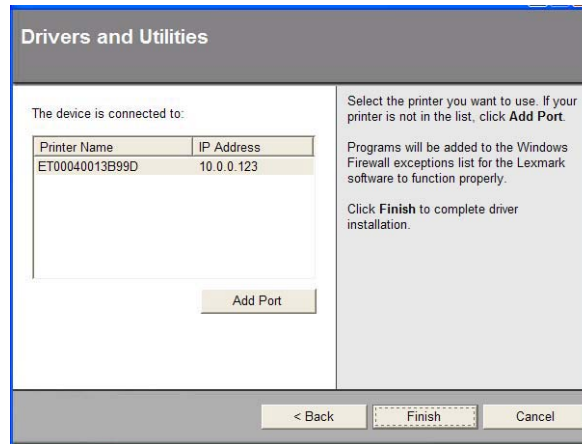 Drivers and Utilities
The device is connected to:
Printer Name IP Address
ET00040013B99D 10.0.0.123
Add Port
Select the printer you want to use. If your
printer is not in the list, click Add Port.
Programs will be added to the Windows
Firewall exceptions list for the Lexmark
software to function properly.
Click Finish to complete driver
installation.
< Back Finish Cancel